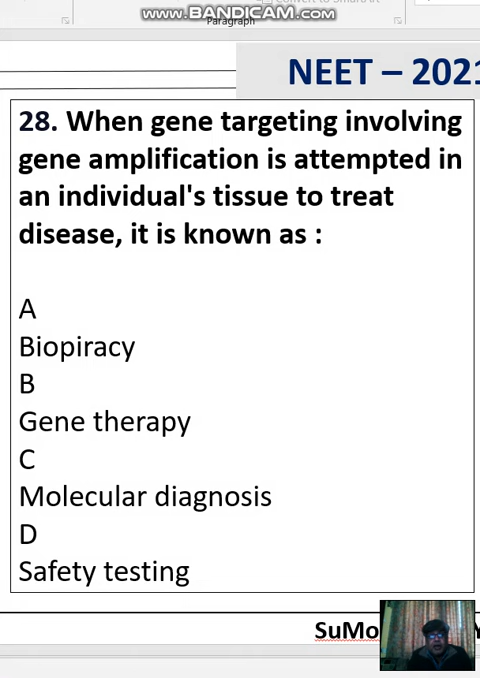 www.BANDICAM.com
Paragraph
NEET – 2021
28. When gene targeting involving
gene amplification is attempted in
an individual's tissue to treat
disease, it is known as :
A
Biopiracy
B
Gene therapy
C
Molecular diagnosis
D
Safety testing
SuMo